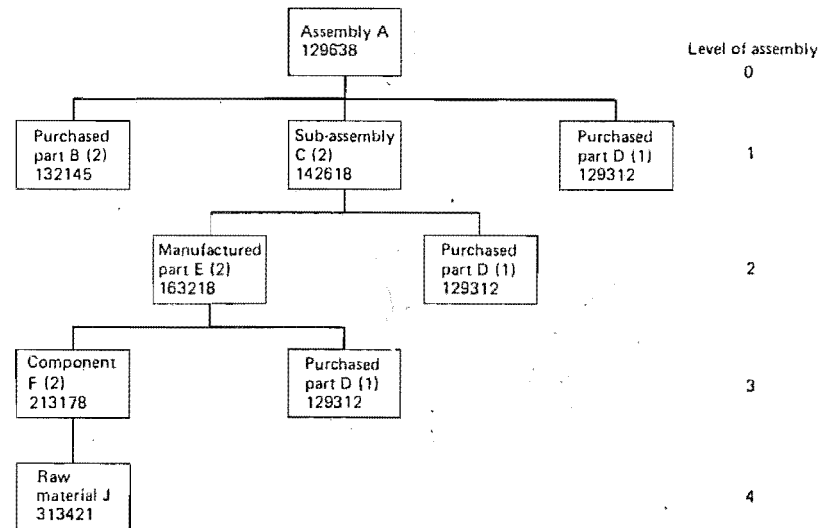 Assembly A
129638
Level of assembly
0
Purchased
part B (2)
132145
Sub-assembly
C (2)
142618
Purchased
part D (1)
129312
1
Manufactured
part E (2)
163218
Purchased
part D (1)
129312
2
Component
F (2)
213178
Purchased
part D (1)
129312
3
Raw
material J
313421
4